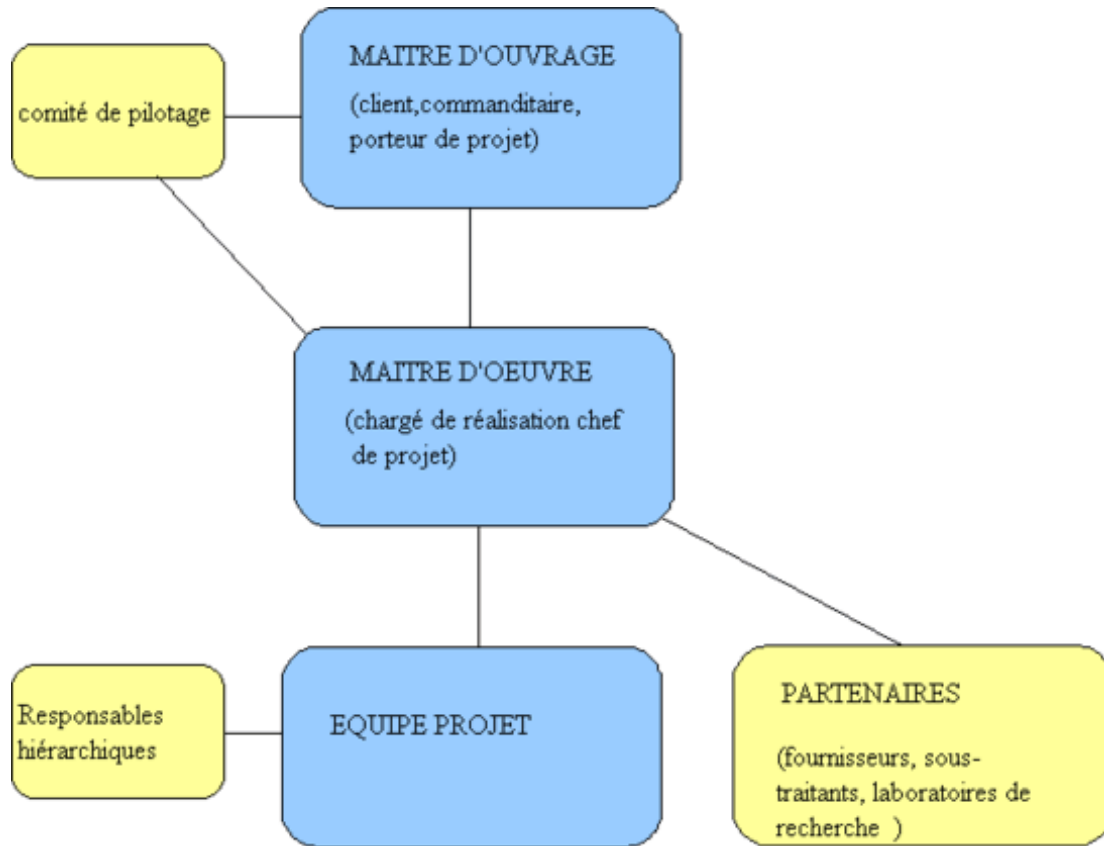 MAITRE D'OUVRAGE
(client,commanditaire,
porteur de projet)
comité de pilotage
MAITRE D'OEUVRE
(chargé de réalisation chef
de projet)
Responsables
hiérarchiques
EQUIPE PROJET
PARTENAIRES
(fournisseurs, sous-
traitants, laboratoires de
recherche )